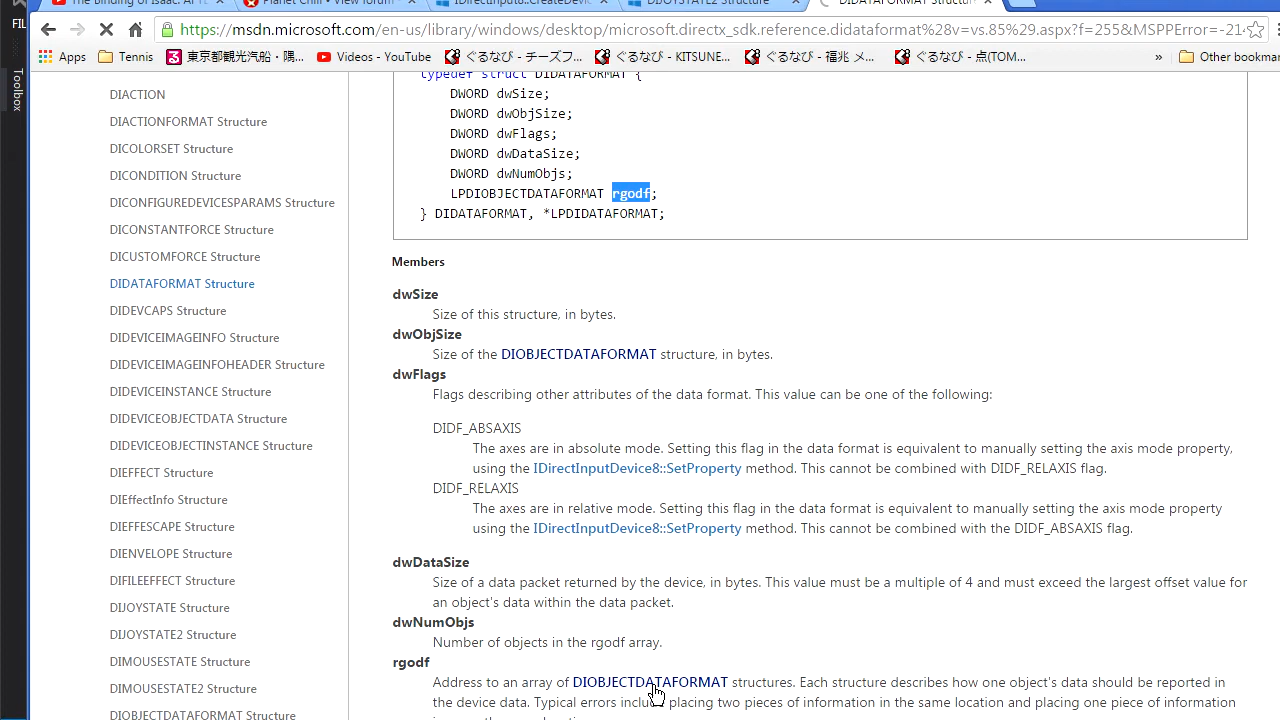 The Binding of Isaac: Aft
Planet Chili • View forum
IDirectInput8::CreateDevi
DIJOYSTATE2 Structure
DIDATAFORMAT Structur
FIL
Toolbox
https://msdn.microsoft.com/en-us/library/windows/desktop/microsoft.directx_sdk.reference.didataformat%28v=vs.85%29.aspx?f=255&MSPPError=-214
Apps
Tennis
東京都観光汽船・隅...
Videos - YouTube
ぐるなび - チーズフ...
ぐるなび - KITSUNE...
ぐるなび - 福兆 メ...
ぐるなび - 点(TOM...
»
Other bookmar
DIACTION
DIACTIONFORMAT Structure
DICOLORSET Structure
DICONDITION Structure
DICONFIGUREDEVICESPARAMS Structure
DICONSTANTFORCE Structure
DICUSTOMFORCE Structure
DIDATAFORMAT Structure
DIDEVCAPS Structure
DIDEVICEIMAGEINFO Structure
DIDEVICEIMAGEINFOHEADER Structure
DIDEVICEINSTANCE Structure
DIDEVICEOBJECTDATA Structure
DIDEVICEOBJECTINSTANCE Structure
DIEFFECT Structure
DIEffectInfo Structure
DIEFFESCAPE Structure
DIENVELOPE Structure
DIFILEEFFECT Structure
DIJOYSTATE Structure
DIJOYSTATE2 Structure
DIMOUSESTATE Structure
DIMOUSESTATE2 Structure
DIOBJECTDATAFORMAT Structure
typedef struct DIDATAFORMAT {
DWORD dwSize;
DWORD dwObjSize;
DWORD dwFlags;
DWORD dwDataSize;
DWORD dwNumObjs;
LPDIOBJECTDATAFORMAT rgodf;
} DIDATAFORMAT, *LPDIDATAFORMAT;
Members
dwSize
Size of this structure, in bytes.
dwObjSize
Size of the DIOBJECTDATAFORMAT structure, in bytes.
dwFlags
Flags describing other attributes of the data format. This value can be one of the following:
DIDF_ABSAXIS
The axes are in absolute mode. Setting this flag in the data format is equivalent to manually setting the axis mode property,
using the IDirectInputDevice8::SetProperty method. This cannot be combined with DIDF_RELAXIS flag.
DIDF_RELAXIS
The axes are in relative mode. Setting this flag in the data format is equivalent to manually setting the axis mode property
using the IDirectInputDevice8::SetProperty method. This cannot be combined with the DIDF_ABSAXIS flag.
dwDataSize
Size of a data packet returned by the device, in bytes. This value must be a multiple of 4 and must exceed the largest offset value for
an object's data within the data packet.
dwNumObjs
Number of objects in the rgodf array.
rgodf
Address to an array of DIOBJECTDATAFORMAT structures. Each structure describes how one object's data should be reported in
the device data. Typical errors include placing two pieces of information in the same location and placing one piece of information